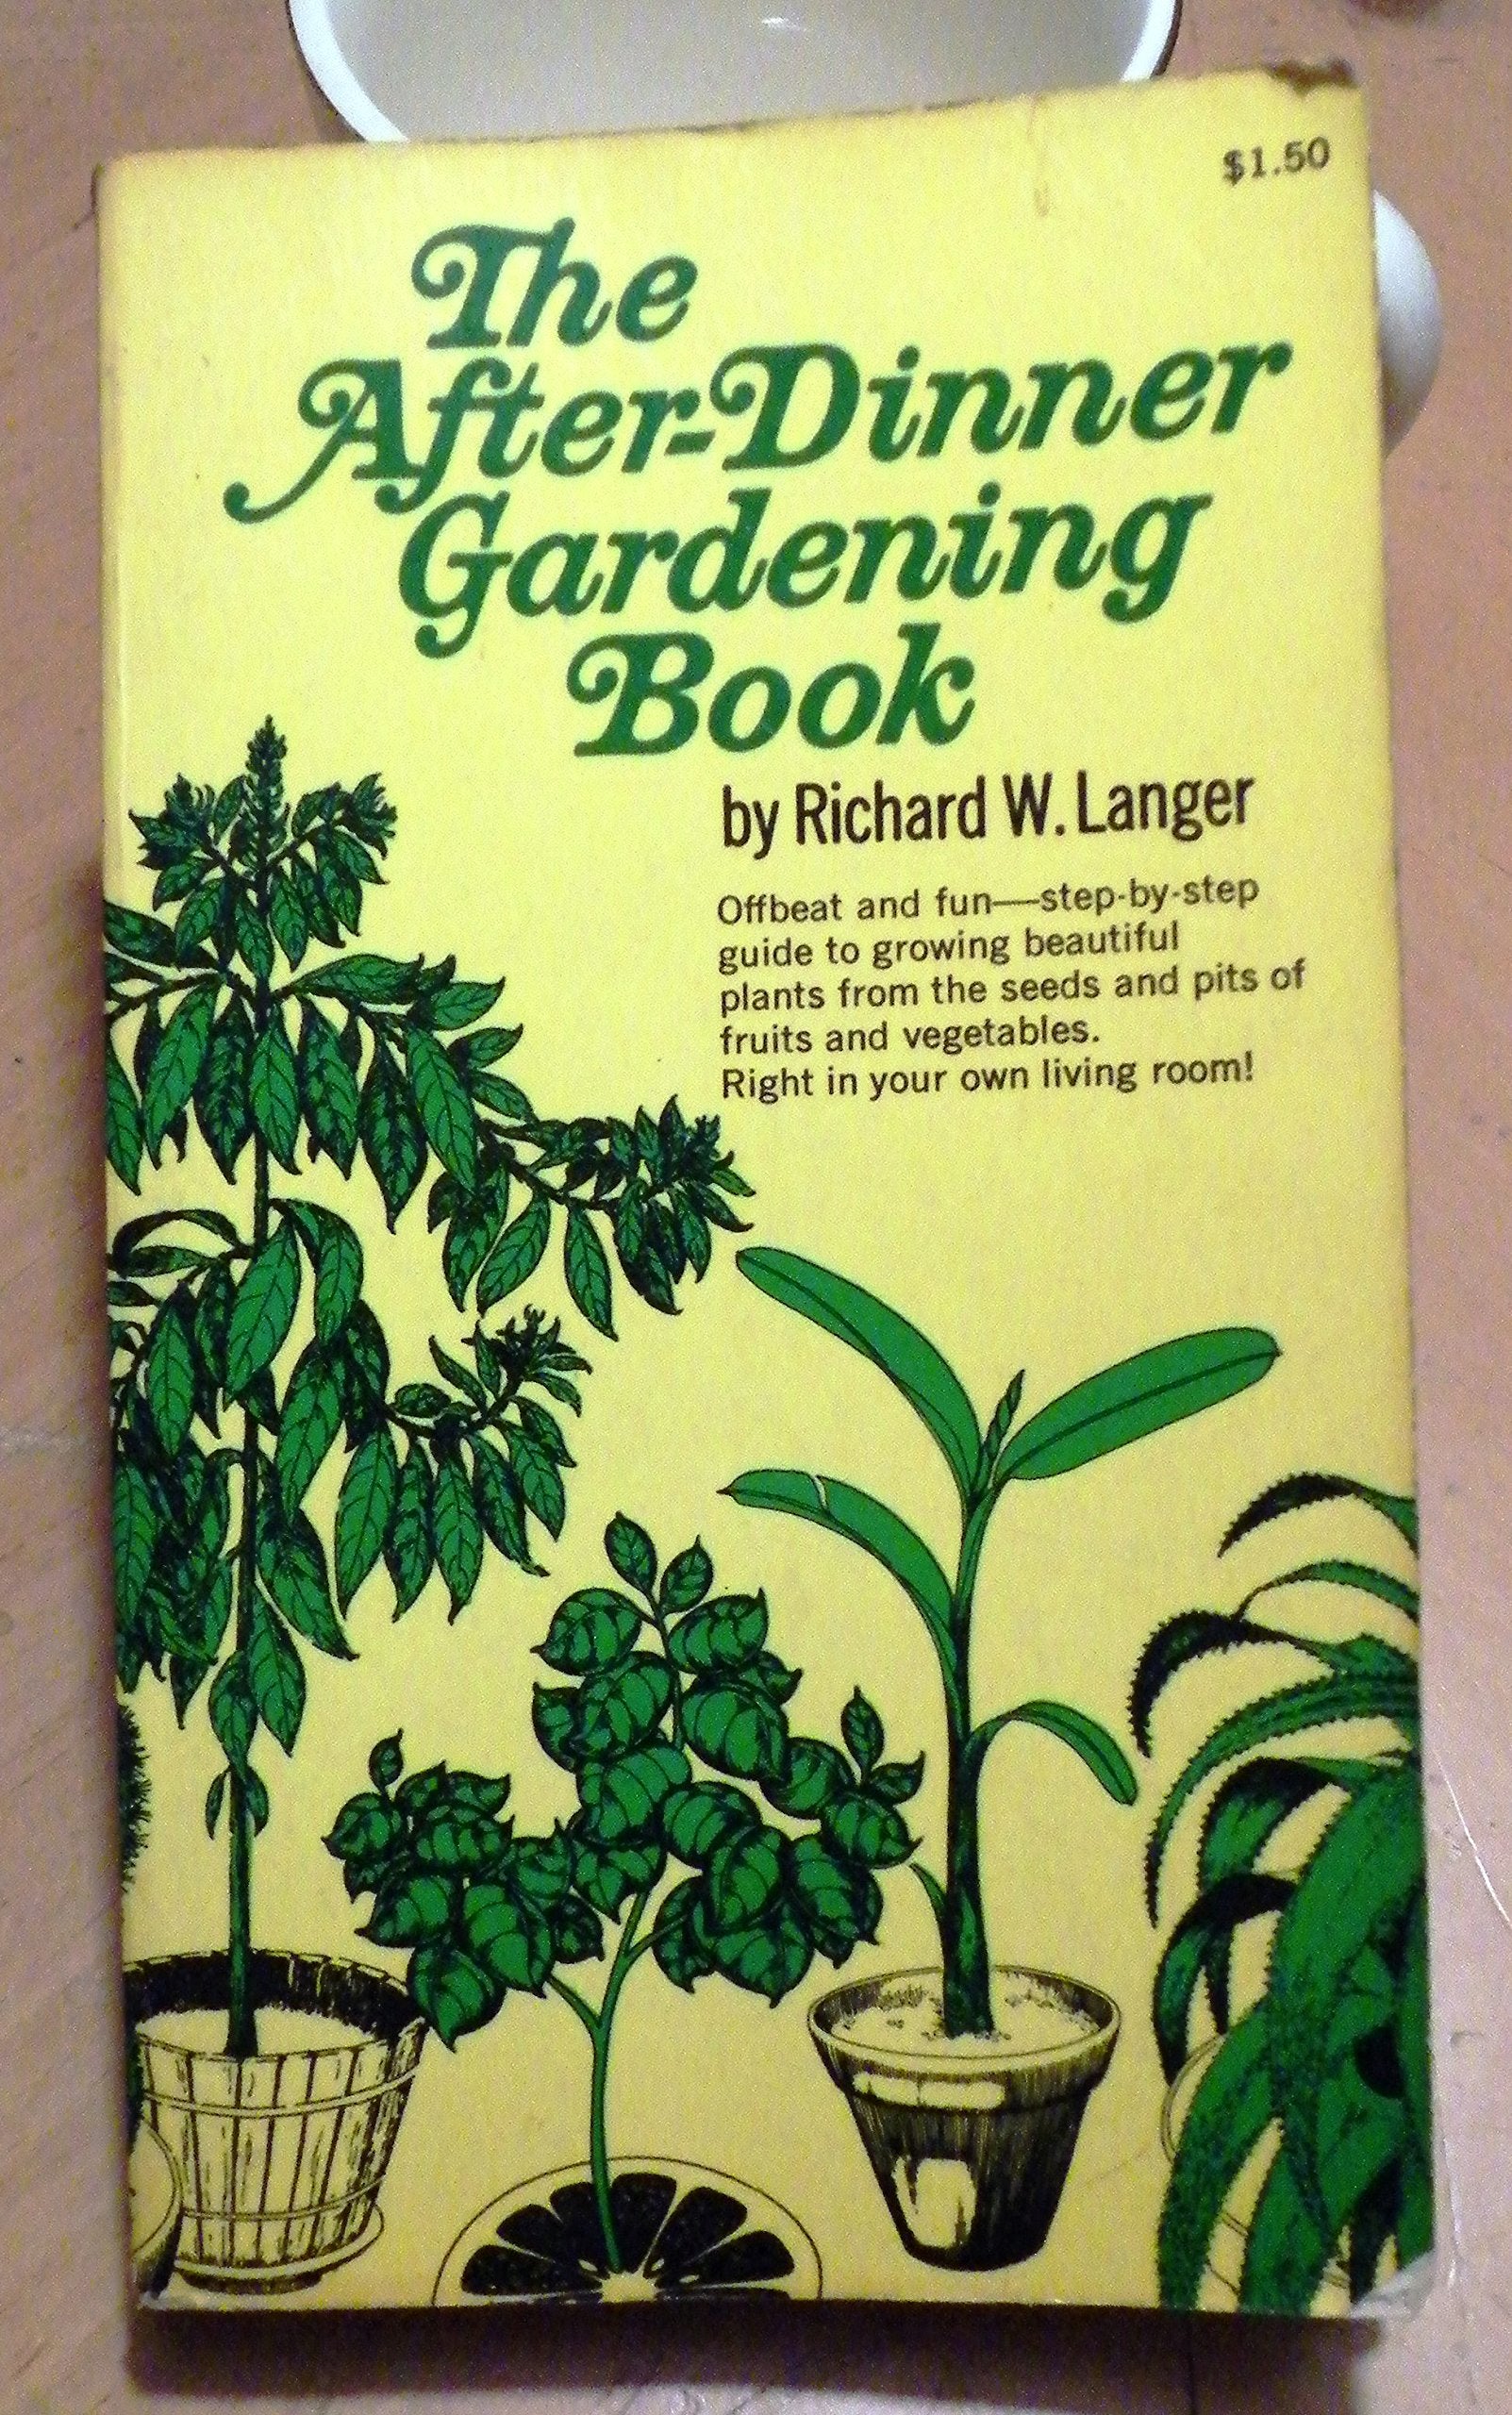 $1.50
The
After-Dinner
Gardening
Book
by Richard W. Langer
Offbeat and fun—step-by-step
guide to growing beautiful
plants from the seeds and pits of
fruits and vegetables.
Right in your own living room!